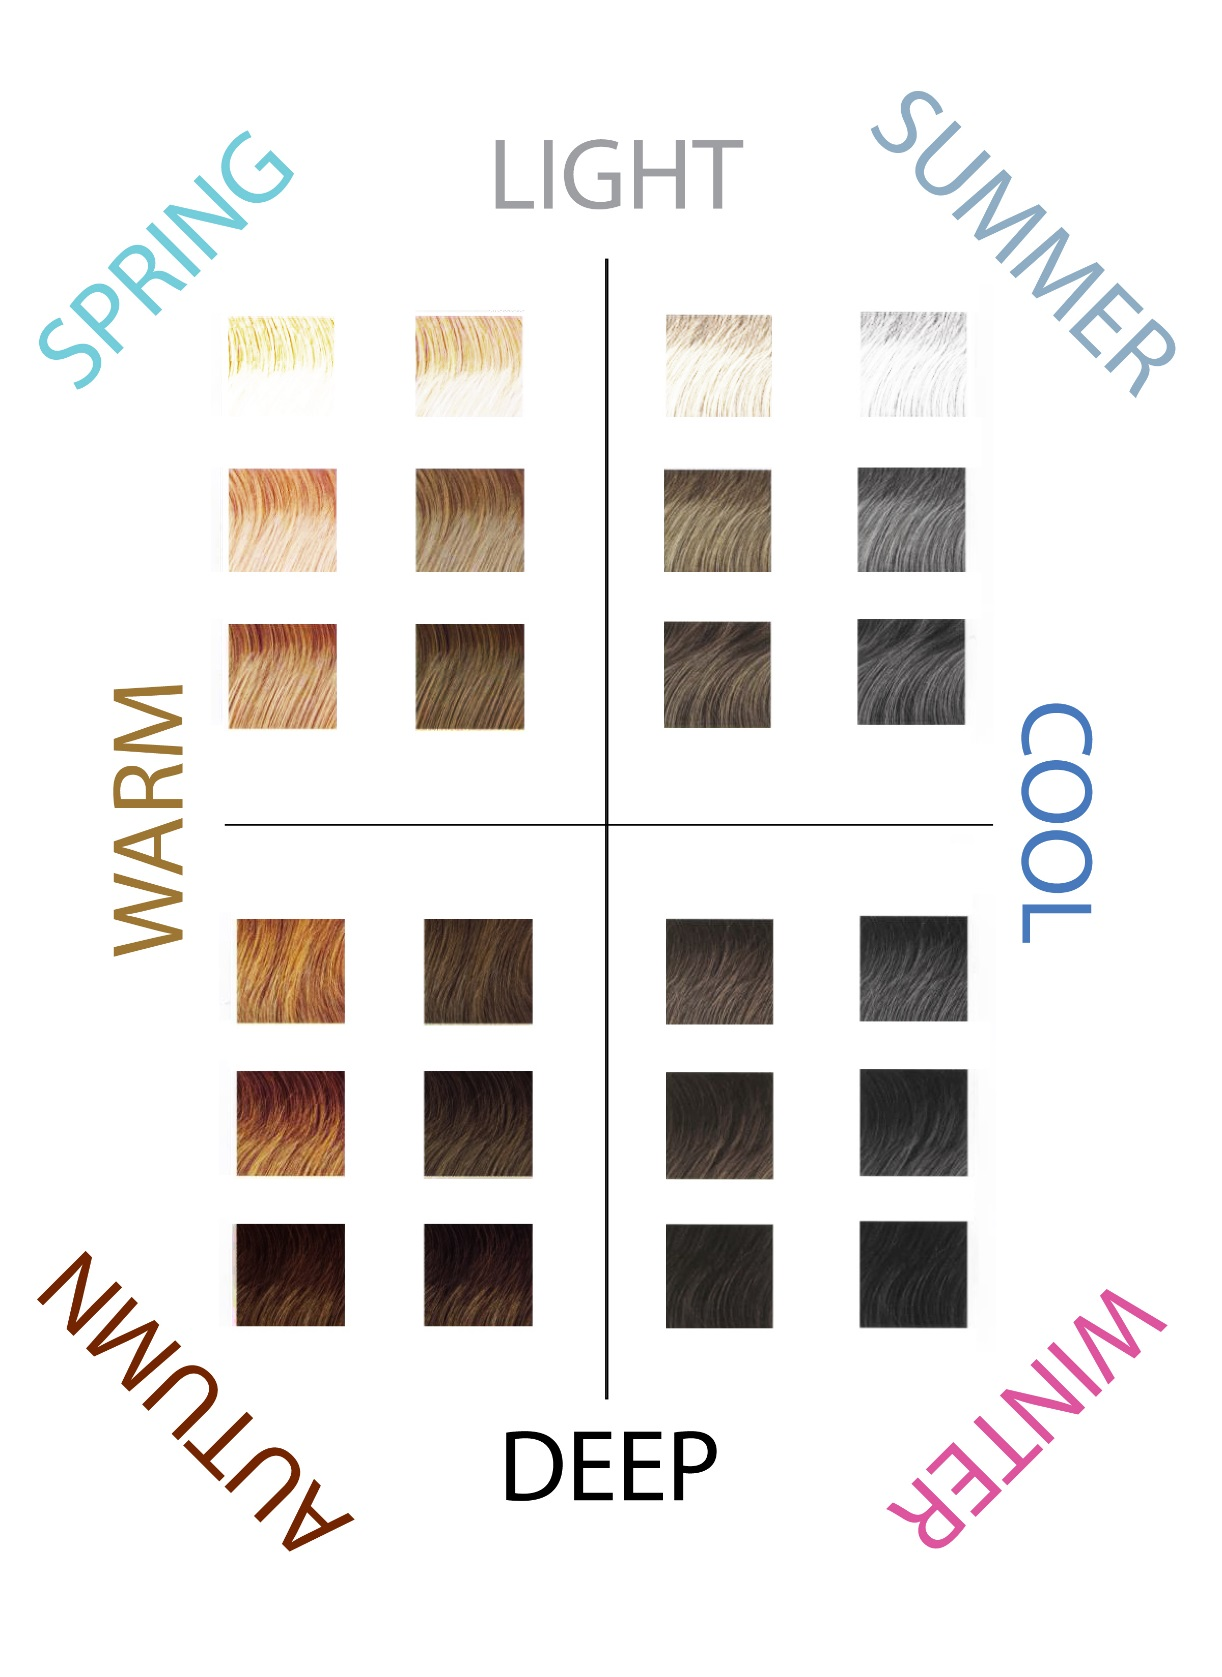 SPRING
LIGHT
SUMMER
WARM
COOL
AUTUMN
DEEP
WINTER